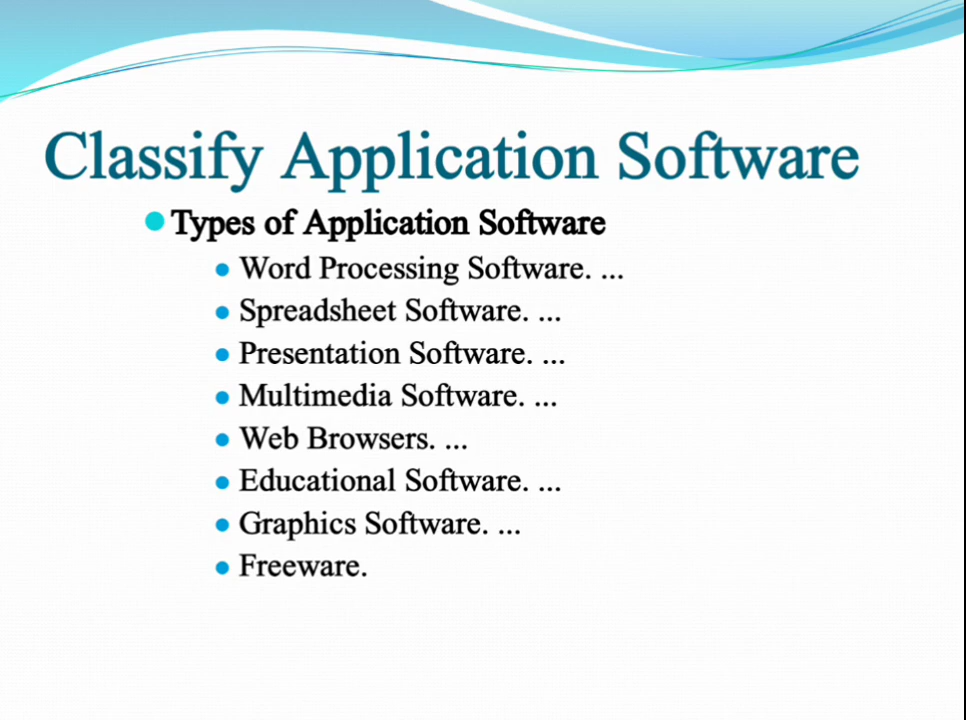 Classify Application Software
Types of Application Software
Word Processing Software. ...
Spreadsheet Software. ...
Presentation Software. ...
Multimedia Software. ...
Web Browsers. ...
Educational Software. ...
Graphics Software. ...
Freeware.